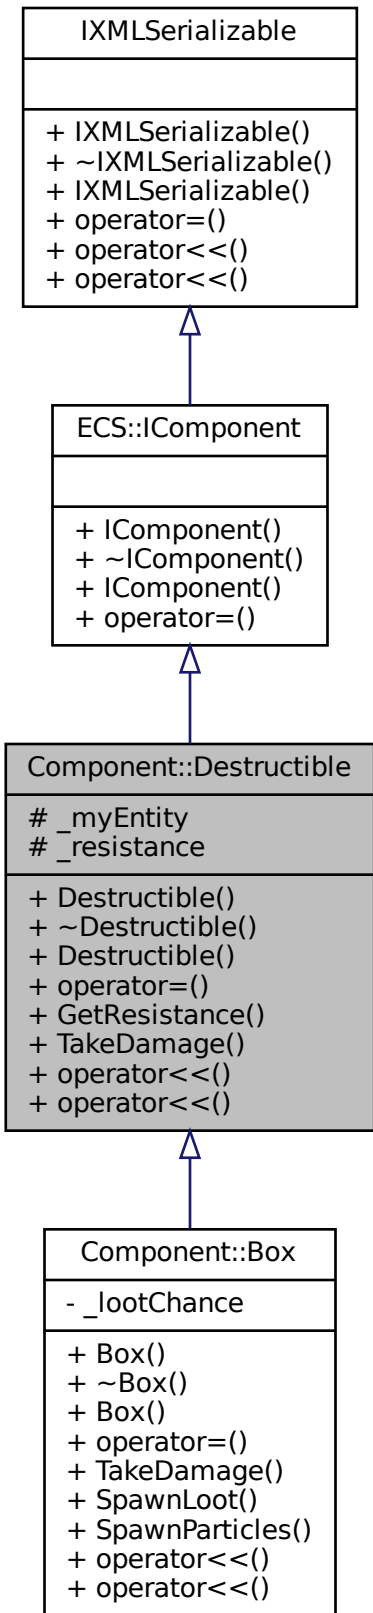 IXMLSerializable
+ IXMLSerializable()
+ ~IXMLSerializable()
+ IXMLSerializable()
+ operator=()
+ operator<<()
+ operator<<()
ECS::IComponent
+ IComponent()
+ ~IComponent()
+ IComponent()
+ operator=()
Component::Destructible
# _myEntity
# _resistance
+ Destructible()
+ ~Destructible()
+ Destructible()
+ operator=()
+ GetResistance()
+ TakeDamage()
+ operator<<()
+ operator<<()
Component::Box
- _lootChance
+ Box()
+ ~Box()
+ Box()
+ operator=()
+ TakeDamage()
+ SpawnLoot()
+ SpawnParticles()
+ operator<<()
+ operator<<()